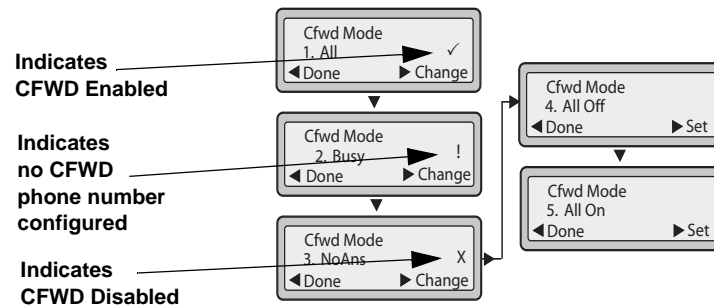 Indicates
CFWD Enabled
Indicates
no CFWD
phone number
configured
Indicates
CFWD Disabled
Cfwd Mode
1. All ✓
◀Done ▶Change
Cfwd Mode
2. Busy !
◀Done ▶Change
Cfwd Mode
3. NoAns X
◀Done ▶Change
Cfwd Mode
4. All Off
◀Done ▶Set
Cfwd Mode
5. All On
◀Done ▶Set